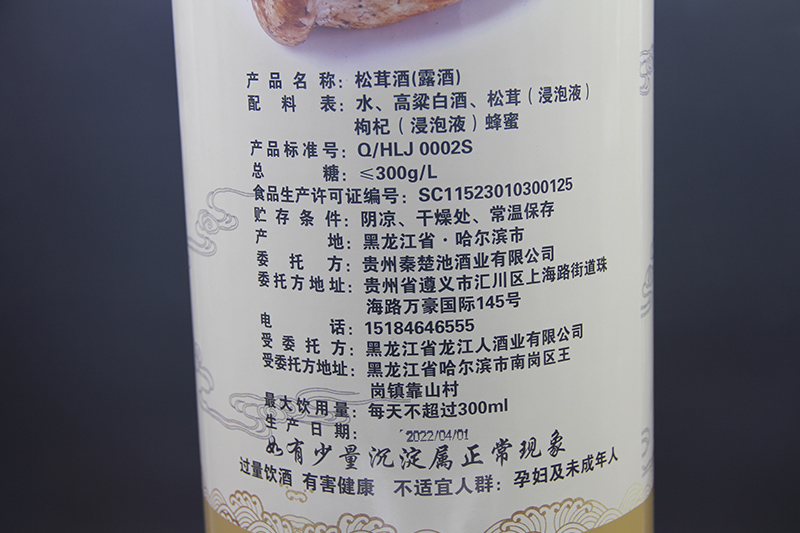 产品名称：松茸酒(露酒)
配料表：水、高粱白酒、松茸（浸泡液）
枸杞（浸泡液）蜂蜜
产品标准号：Q/HLJ 0002S
总糖：≤300g/L
食品生产许可证编号：SC11523010300125
贮存条件：阴凉、干燥处、常温保存
产地：黑龙江省·哈尔滨市
委托方：贵州秦楚池酒业有限公司
委托方地址：贵州省遵义市汇川区上海路街道珠
海路万豪国际145号
电话：15184646555
受委托方：黑龙江省龙江人酒业有限公司
受委托方地址：黑龙江省哈尔滨市南岗区王
岗镇靠山村
最大饮用量：每天不超过300ml
生产日期：2022/04/01
如有少量沉淀属正常现象
过量饮酒 有害健康 不适宜人群：孕妇及未成年人